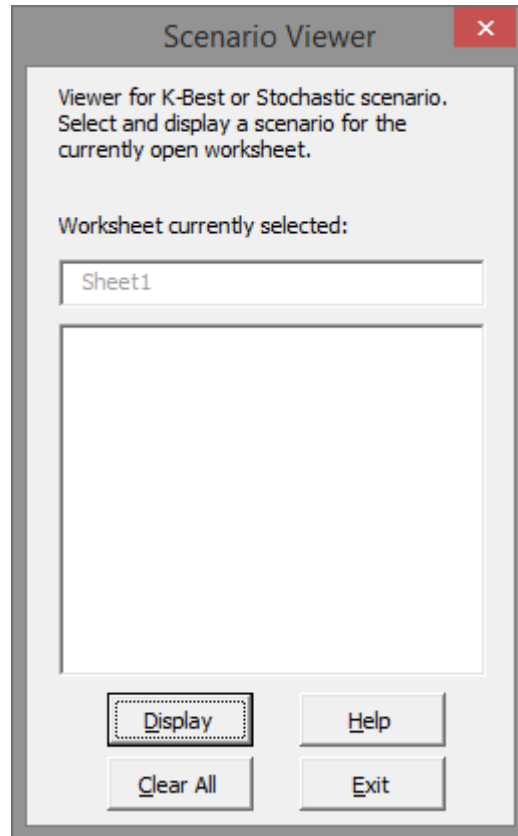 Scenario Viewer
Viewer for K-Best or Stochastic scenario.
Select and display a scenario for the
currently open worksheet.
Worksheet currently selected:
Sheet1
Display
Help
Clear All
Exit